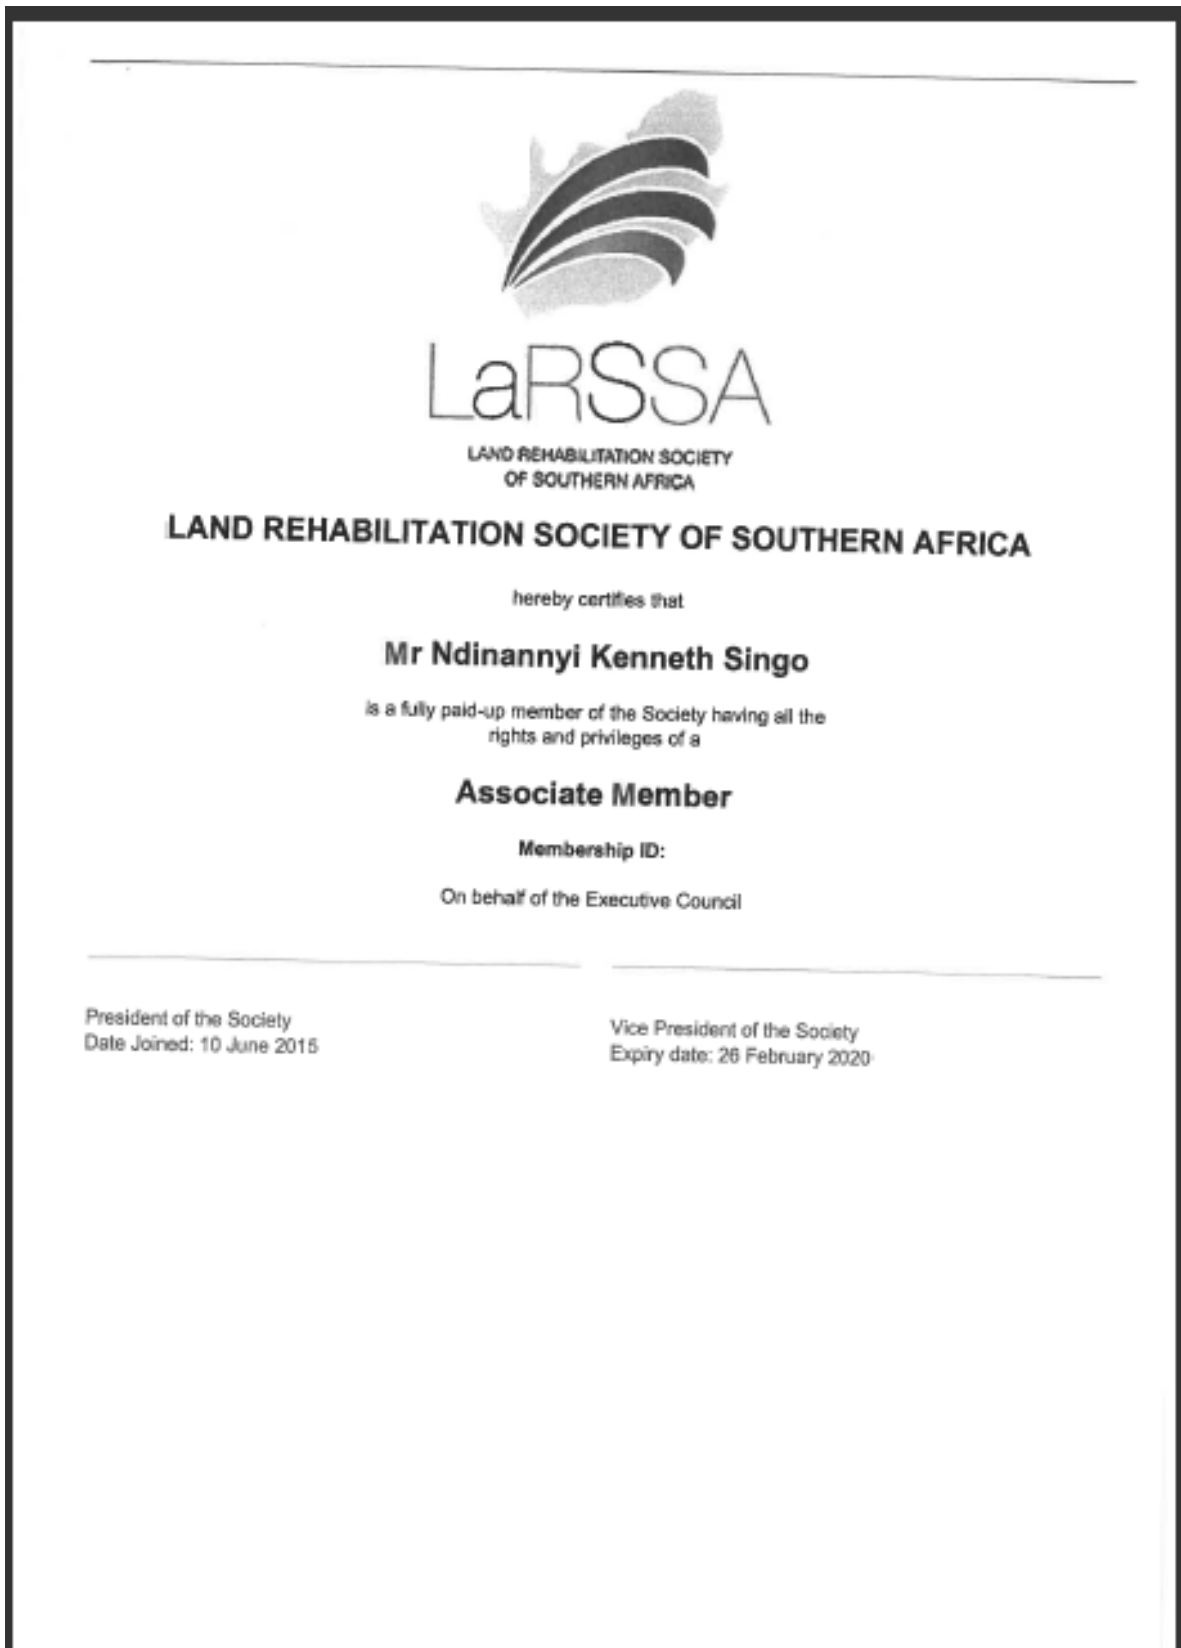 LaRSSA
LAND REHABILITATION SOCIETY
OF SOUTHERN AFRICA
LAND REHABILITATION SOCIETY OF SOUTHERN AFRICA
hereby certifies that
Mr Ndinannyi Kenneth Singo
is a fully paid-up member of the Society having all the
rights and privileges of a
Associate Member
Membership ID:
On behalf of the Executive Council
President of the Society
Date Joined: 10 June 2015
Vice President of the Society
Expiry date: 26 February 2020